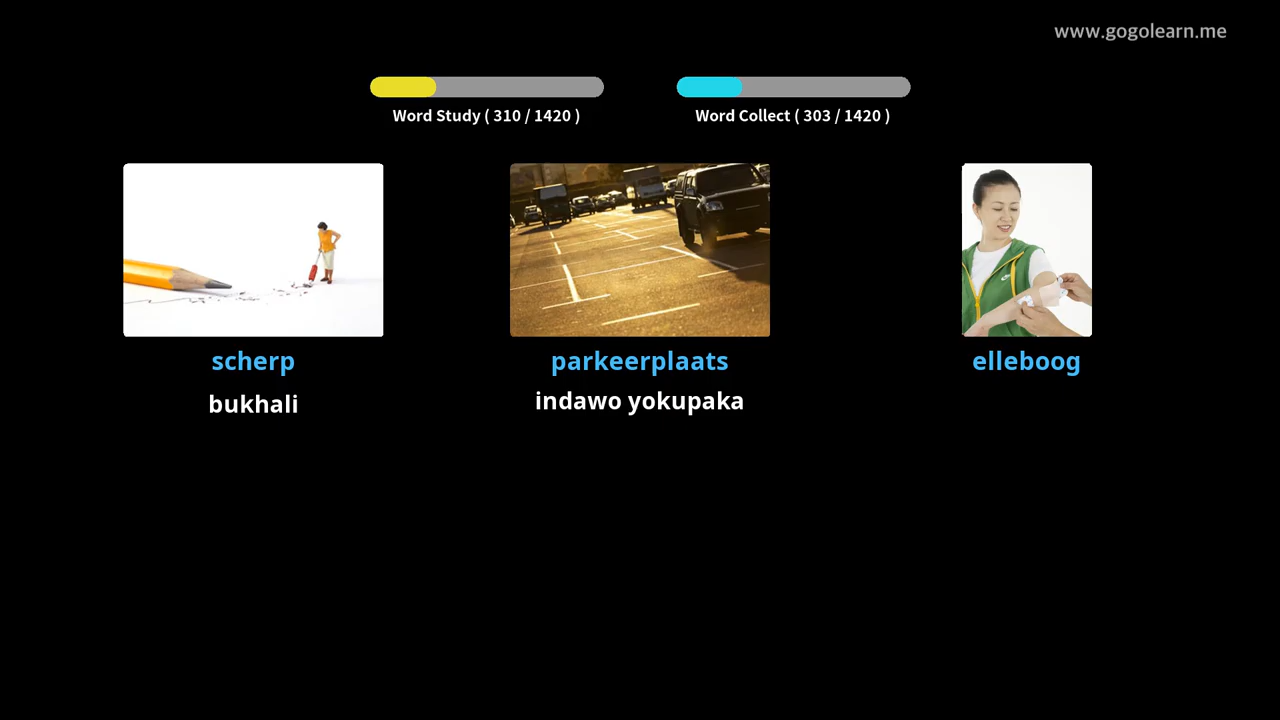 www.gogolearn.me
Word Study ( 310 / 1420 )
Word Collect ( 303 / 1420 )
scherp
parkeerplaats
elleboog
bukhali
indawo yokupaka